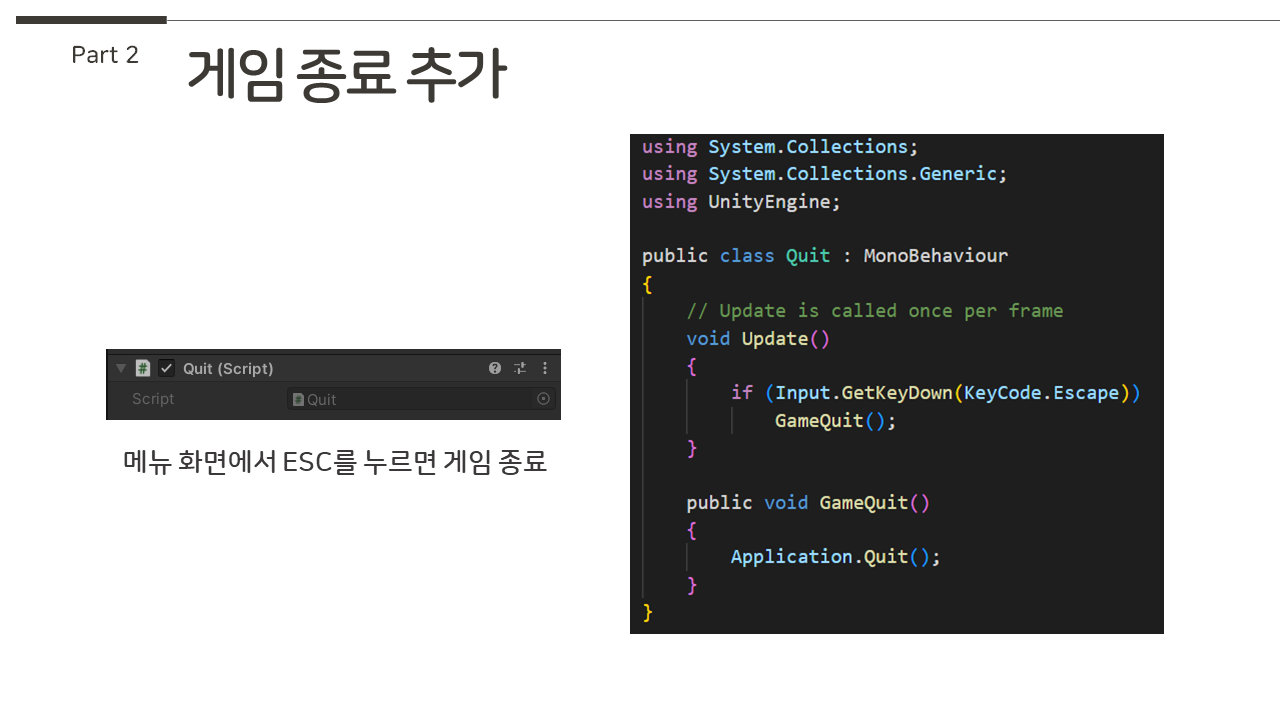 Part 2
게임 종료 추가
Quit (Script)
Script
Quit
메뉴 화면에서 ESC를 누르면 게임 종료
using System.Collections;
using System.Collections.Generic;
using UnityEngine;
public class Quit : MonoBehaviour
{
// Update is called once per frame
void Update()
{
if (Input.GetKeyDown(KeyCode.Escape))
GameQuit();
}
public void GameQuit()
{
Application.Quit();
}
}